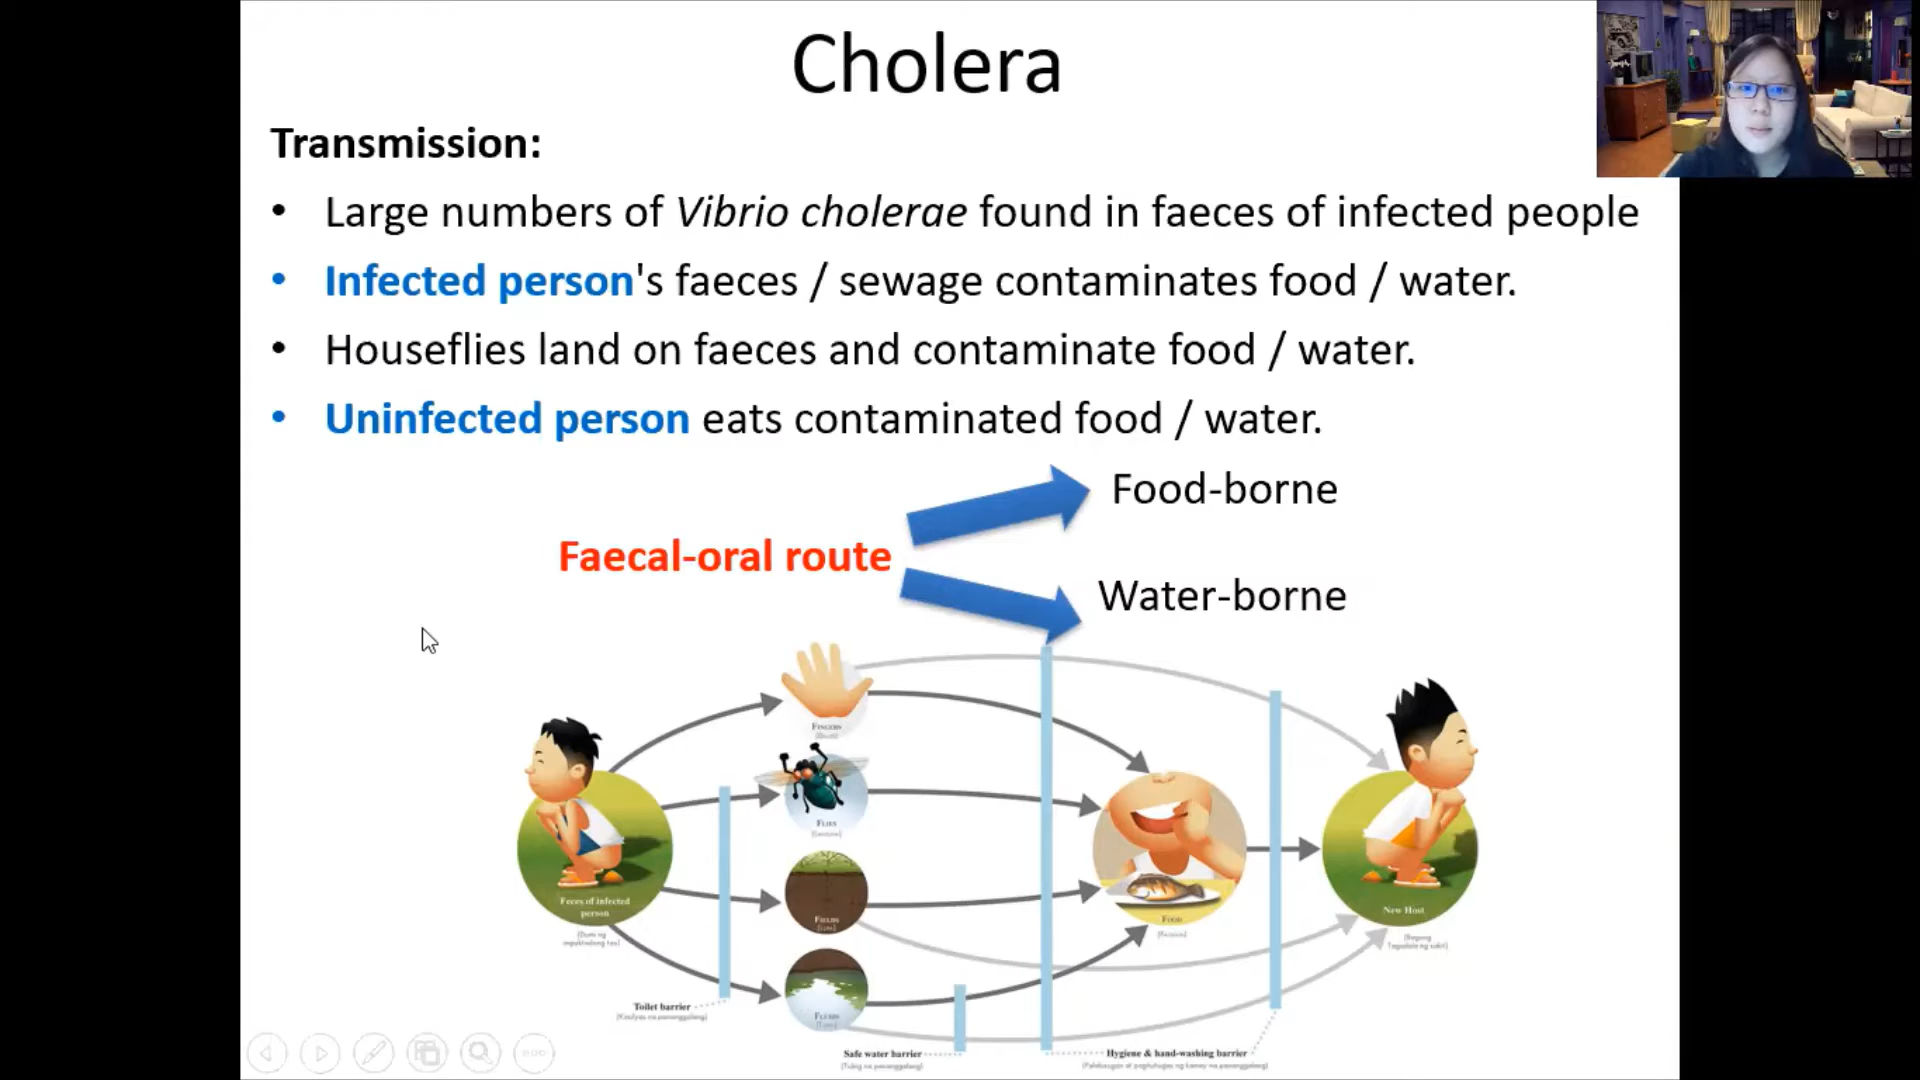 Cholera
Transmission:
• Large numbers of Vibrio cholerae found in faeces of infected people
• Infected person's faeces / sewage contaminates food / water.
• Houseflies land on faeces and contaminate food / water.
• Uninfected person eats contaminated food / water.
Food-borne
Faecal-oral route
Water-borne
Fingers
Flies
Feces of infected
person
Fields
Food
New Host
Fluids
Toilet barrier
Safe water barrier
Hygiene & hand-washing barrier